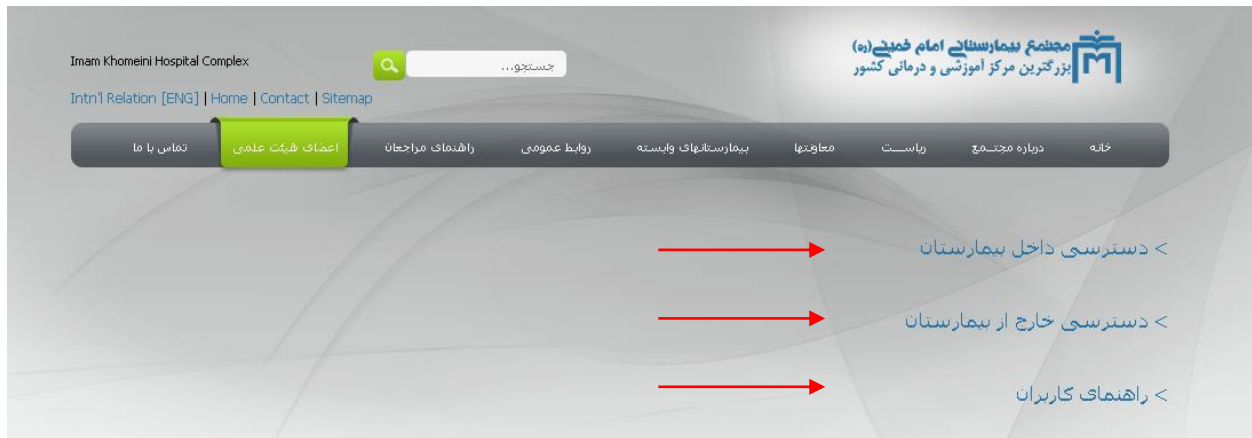 مجتمع بیمارستانی امام خمینی(ره)
بزرگترین مرکز آموزشی و درمانی کشور
جستجو...
Imam Khomeini Hospital Complex
Intn'l Relation [ENG] | Home | Contact | Sitemap
خانه درباره مجتــمع ریاســـت معاونتها بیمارستانهای وابسته روابط عمومی راهنمای مراجعان اعضای هیئت علمی تماس با ما
> دسترسی داخل بیمارستان
> دسترسی خارج از بیمارستان
> راهنمای کاربران